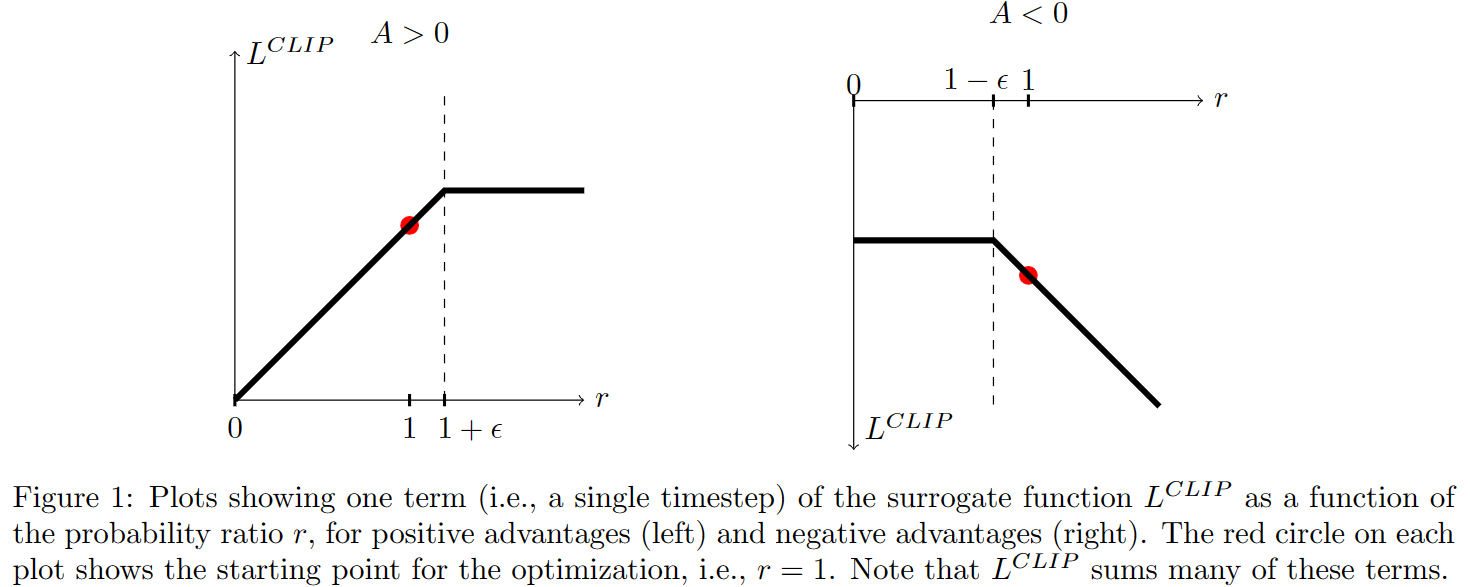 L^{CLIP}
A > 0
0
1
1 + ϵ
r
A < 0
0
1 − ϵ
1
r
L^{CLIP}
Figure 1: Plots showing one term (i.e., a single timestep) of the surrogate function L^{CLIP} as a function of
the probability ratio r, for positive advantages (left) and negative advantages (right). The red circle on each
plot shows the starting point for the optimization, i.e., r = 1. Note that L^{CLIP} sums many of these terms.